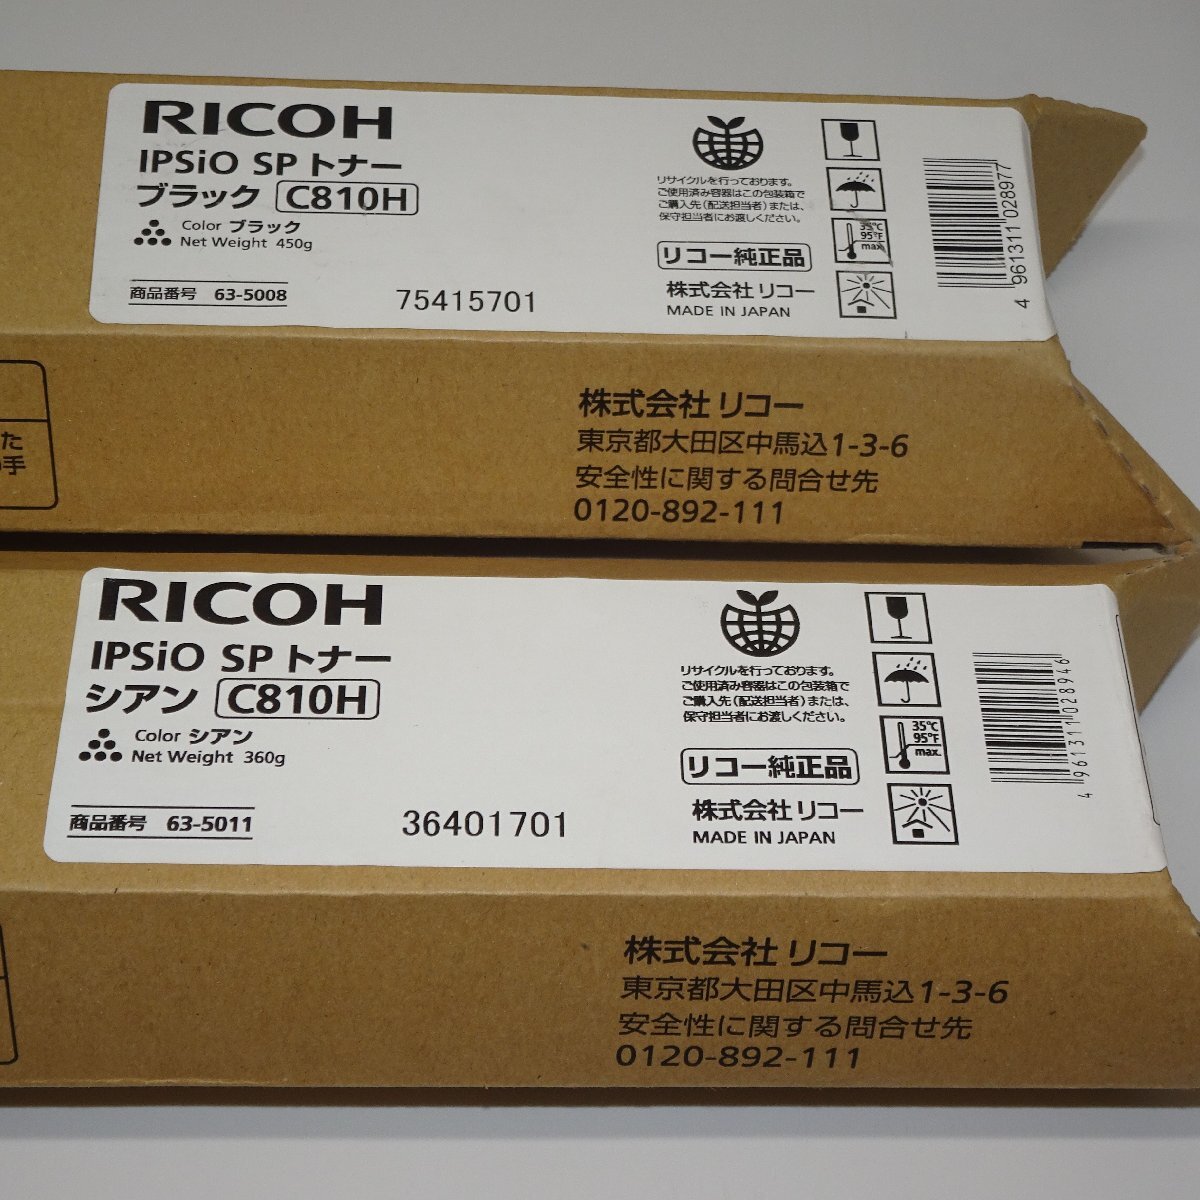 RICOH
IPSiO SP トナー
ブラック C810H
Color ブラック
Net Weight 450g
商品番号 63-5008
75415701
リサイクルを行っております。
ご使用済み容器はこの包装箱で
ご購入先(配送担当者)または、
保守担当者にお渡しください。
リコー純正品
株式会社 リコー
MADE IN JAPAN
35℃
95°F
max.
4 961311 028977
た
手
株式会社 リコー
東京都大田区中馬込1-3-6
安全性に関する問合せ先
0120-892-111
RICOH
IPSiO SP トナー
シアン C810H
Color シアン
Net Weight 360g
商品番号 63-5011
36401701
リサイクルを行っております。
ご使用済み容器はこの包装箱で
ご購入先(配送担当者)または、
保守担当者にお渡しください。
リコー純正品
株式会社 リコー
MADE IN JAPAN
35℃
95°F
max.
4 961311 028946
株式会社 リコー
東京都大田区中馬込1-3-6
安全性に関する問合せ先
0120-892-111